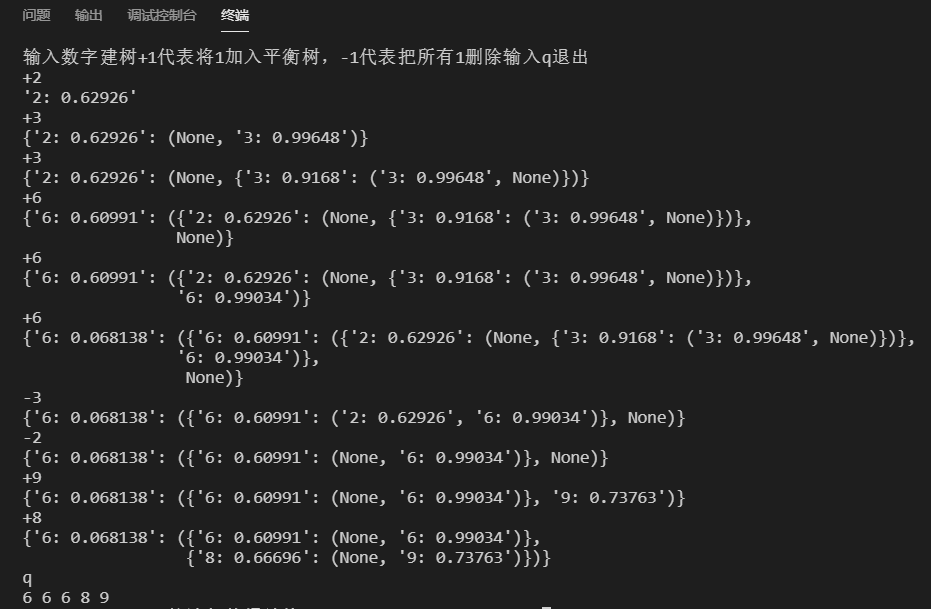 问题 输出 调试控制台 终端
输入数字建树+1代表将1加入平衡树，-1代表把所有1删除输入q退出
+2
'2: 0.62926'
+3
{'2: 0.62926': (None, '3: 0.99648')}
+3
{'2: 0.62926': (None, {'3: 0.9168': ('3: 0.99648', None)})}
+6
{'6: 0.60991': ({'2: 0.62926': (None, {'3: 0.9168': ('3: 0.99648', None)})},
None)}
+6
{'6: 0.60991': ({'2: 0.62926': (None, {'3: 0.9168': ('3: 0.99648', None)})},
'6: 0.99034')}
+6
{'6: 0.068138': ({'6: 0.60991': ({'2: 0.62926': (None, {'3: 0.9168': ('3: 0.99648', None)})},
'6: 0.99034')},
None)}
-3
{'6: 0.068138': ({'6: 0.60991': ('2: 0.62926', '6: 0.99034')}, None)}
-2
{'6: 0.068138': ({'6: 0.60991': (None, '6: 0.99034')}, None)}
+9
{'6: 0.068138': ({'6: 0.60991': (None, '6: 0.99034')}, '9: 0.73763')}
+8
{'6: 0.068138': ({'6: 0.60991': (None, '6: 0.99034')},
{'8: 0.66696': (None, '9: 0.73763')})}
q
6 6 6 8 9